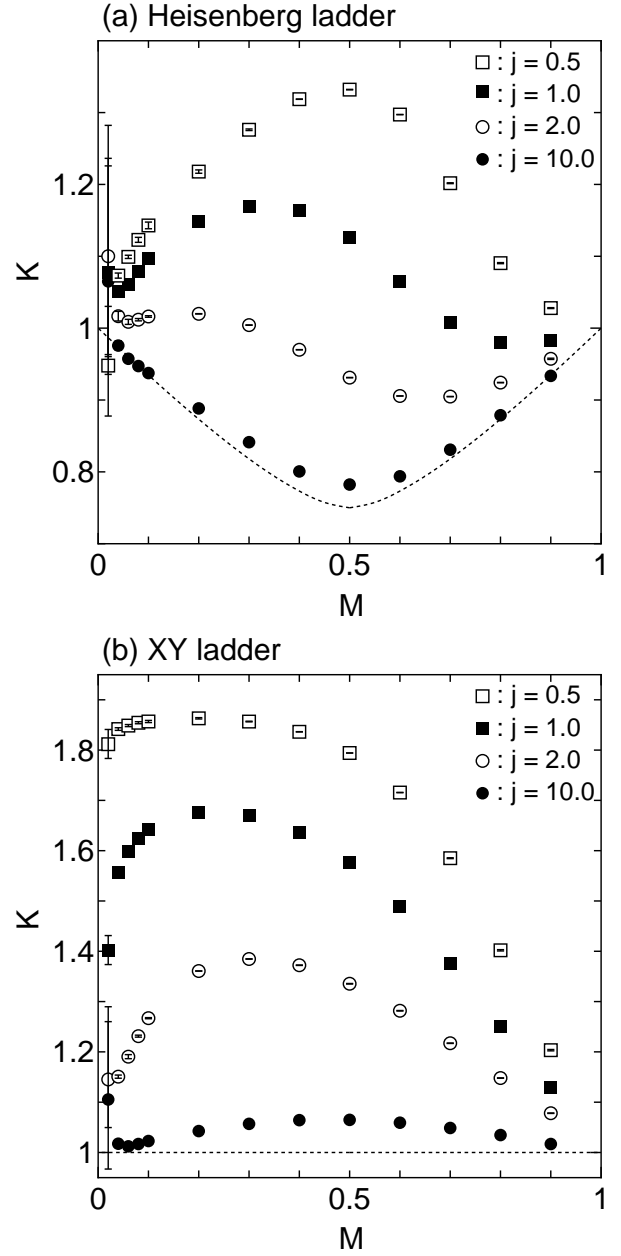 (a) Heisenberg ladder
: j = 0.5
: j = 1.0
: j = 2.0
: j = 10.0
1.2
1
0.8
K
0
0.5
1
M
(b) XY ladder
: j = 0.5
: j = 1.0
: j = 2.0
: j = 10.0
1.8
1.6
1.4
1.2
1
K
0
0.5
1
M